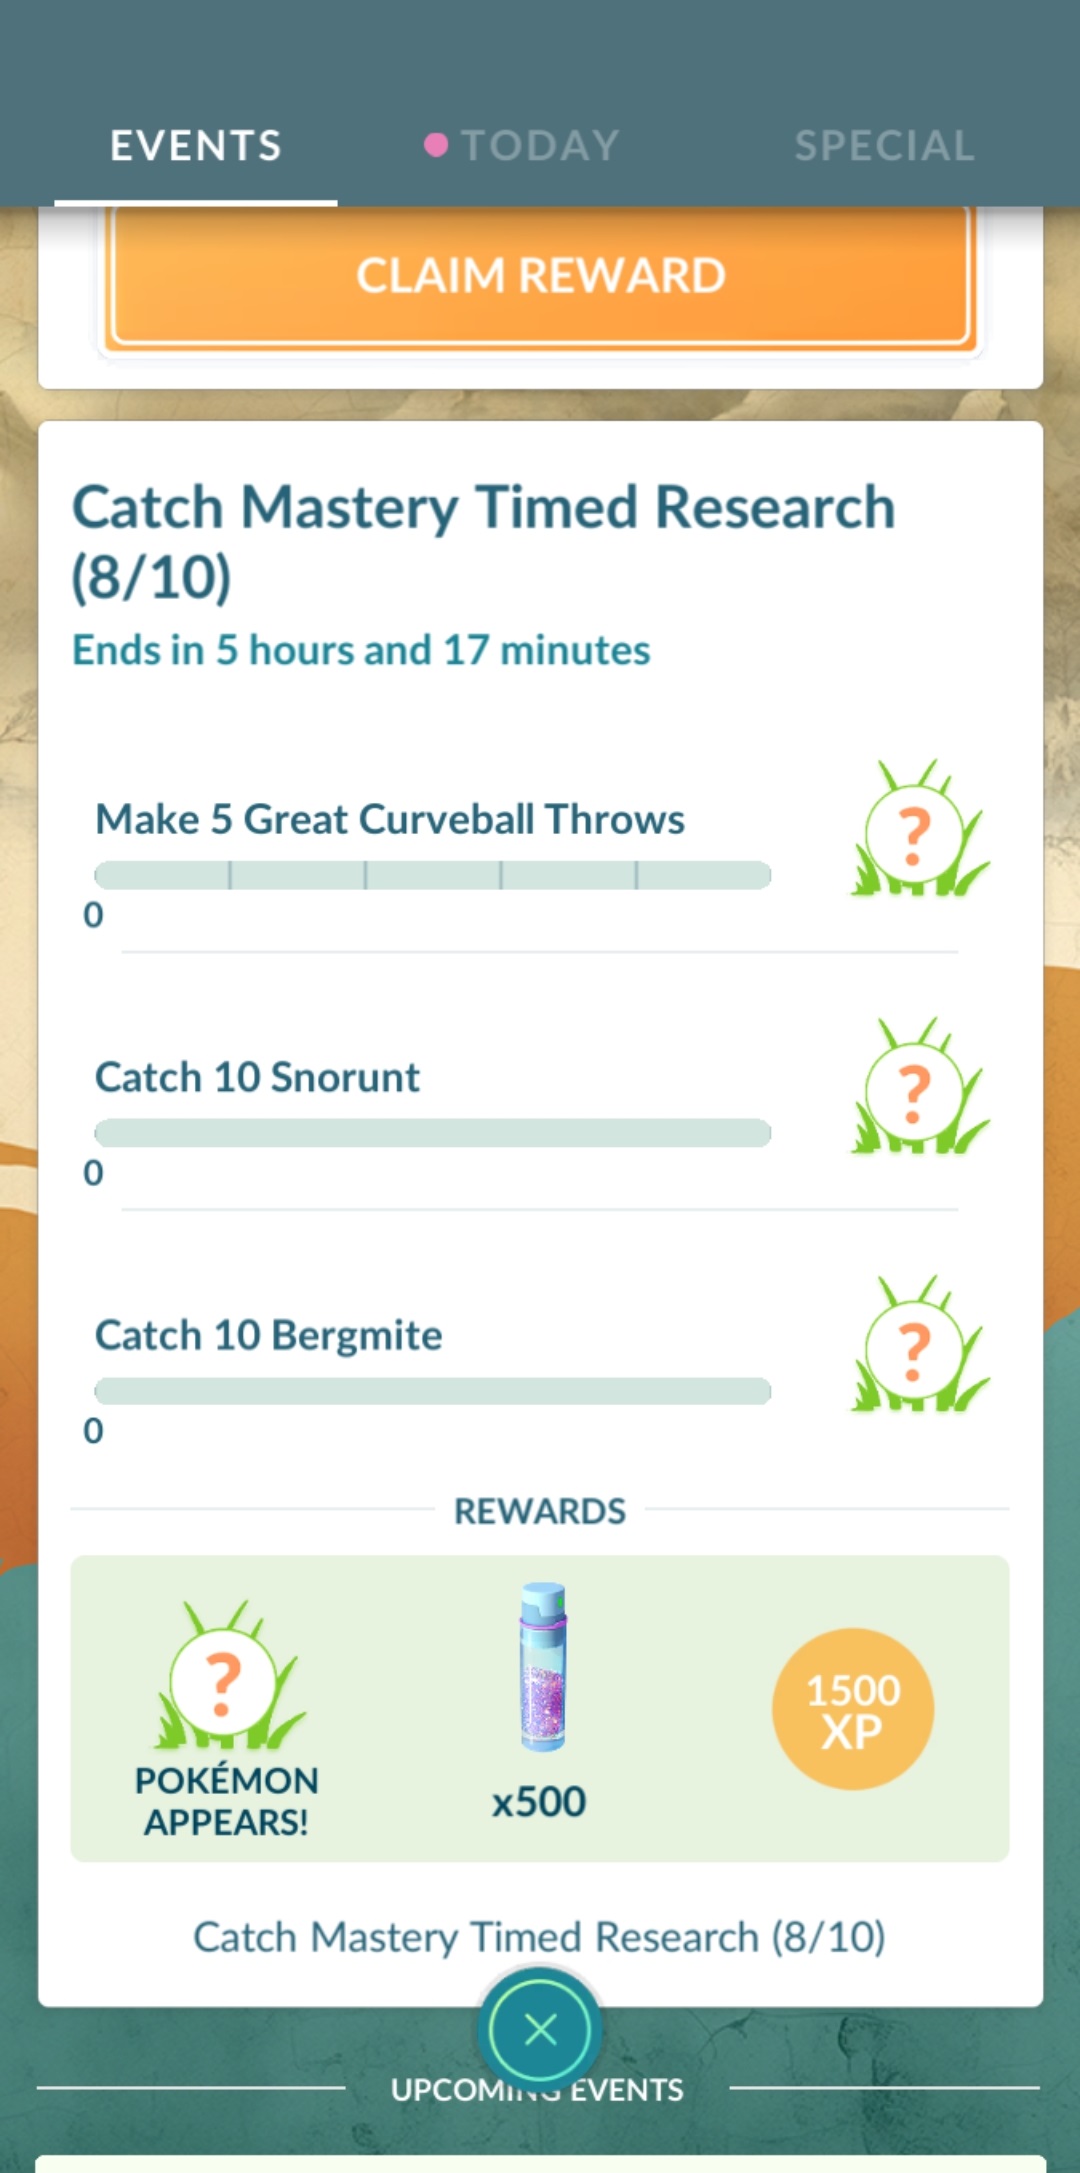 EVENTS
TODAY
SPECIAL
CLAIM REWARD
Catch Mastery Timed Research
(8/10)
Ends in 5 hours and 17 minutes
Make 5 Great Curveball Throws
?
0
Catch 10 Snorunt
?
0
Catch 10 Bergmite
?
0
REWARDS
?
POKÉMON
APPEARS!
x500
1500
XP
Catch Mastery Timed Research (8/10)
UPCOMING EVENTS